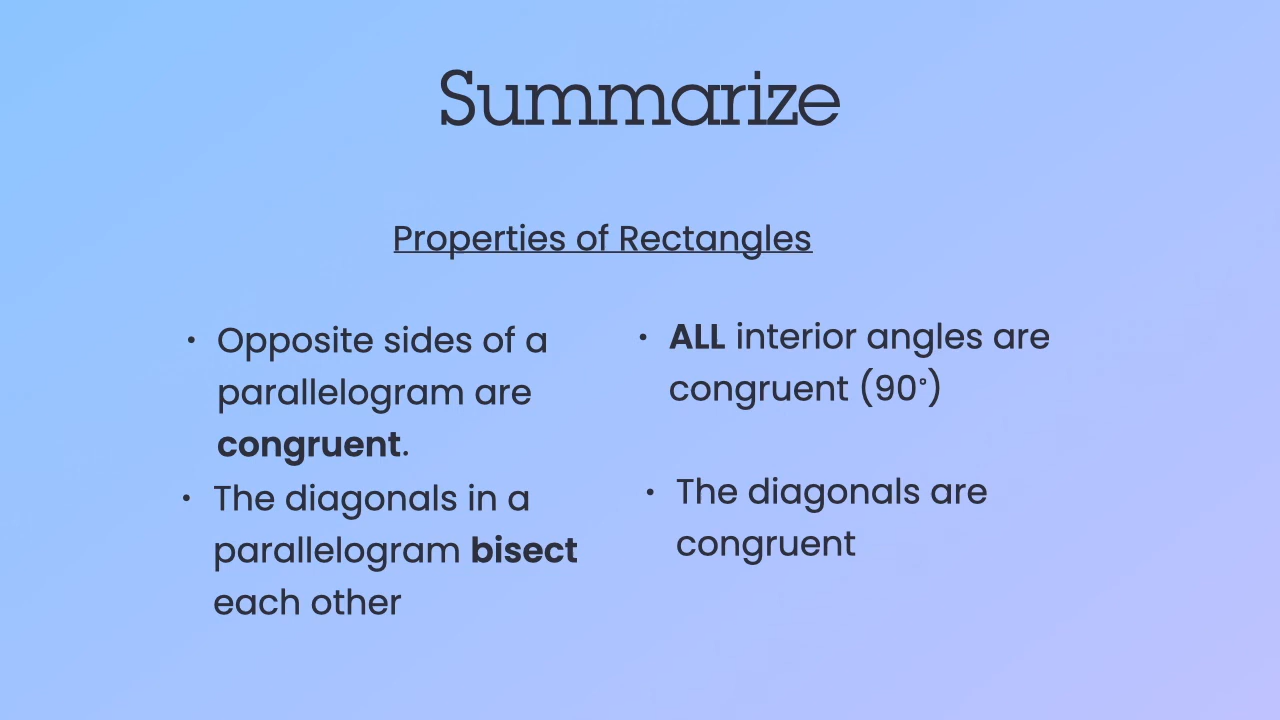 Summarize
Properties of Rectangles
• Opposite sides of a
parallelogram are
congruent.
• The diagonals in a
parallelogram bisect
each other
• ALL interior angles are
congruent (90°)
• The diagonals are
congruent